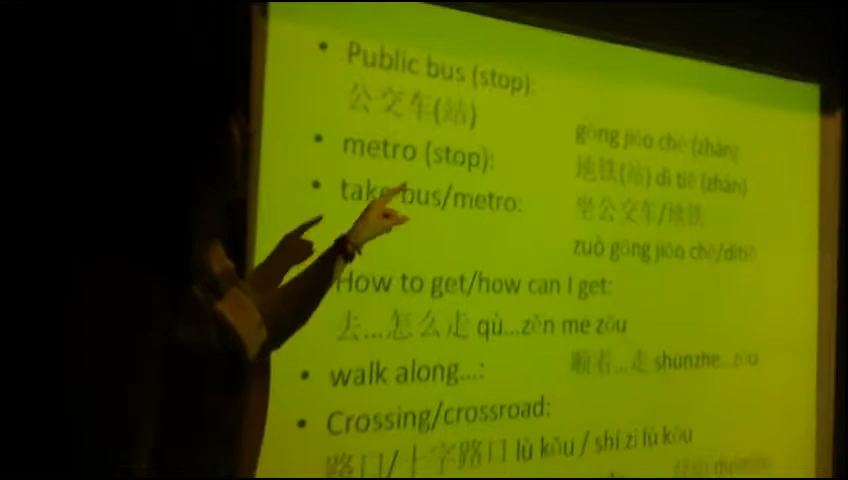 • Public bus (stop):
公交车(站)
gōng jiāo chē (zhàn)
• metro (stop):
地铁(站) dì tiě (zhàn)
• take bus/metro:
坐公交车/地铁
zuò gōng jiāo chē/dìtiě
How to get/how can I get:
去...怎么走 qù...zěn me zǒu
• walk along...:
顺着...走 shùnzhe...zǒu
• Crossing/crossroad:
路口/十字路口 lù kǒu / shí zì lù kǒu